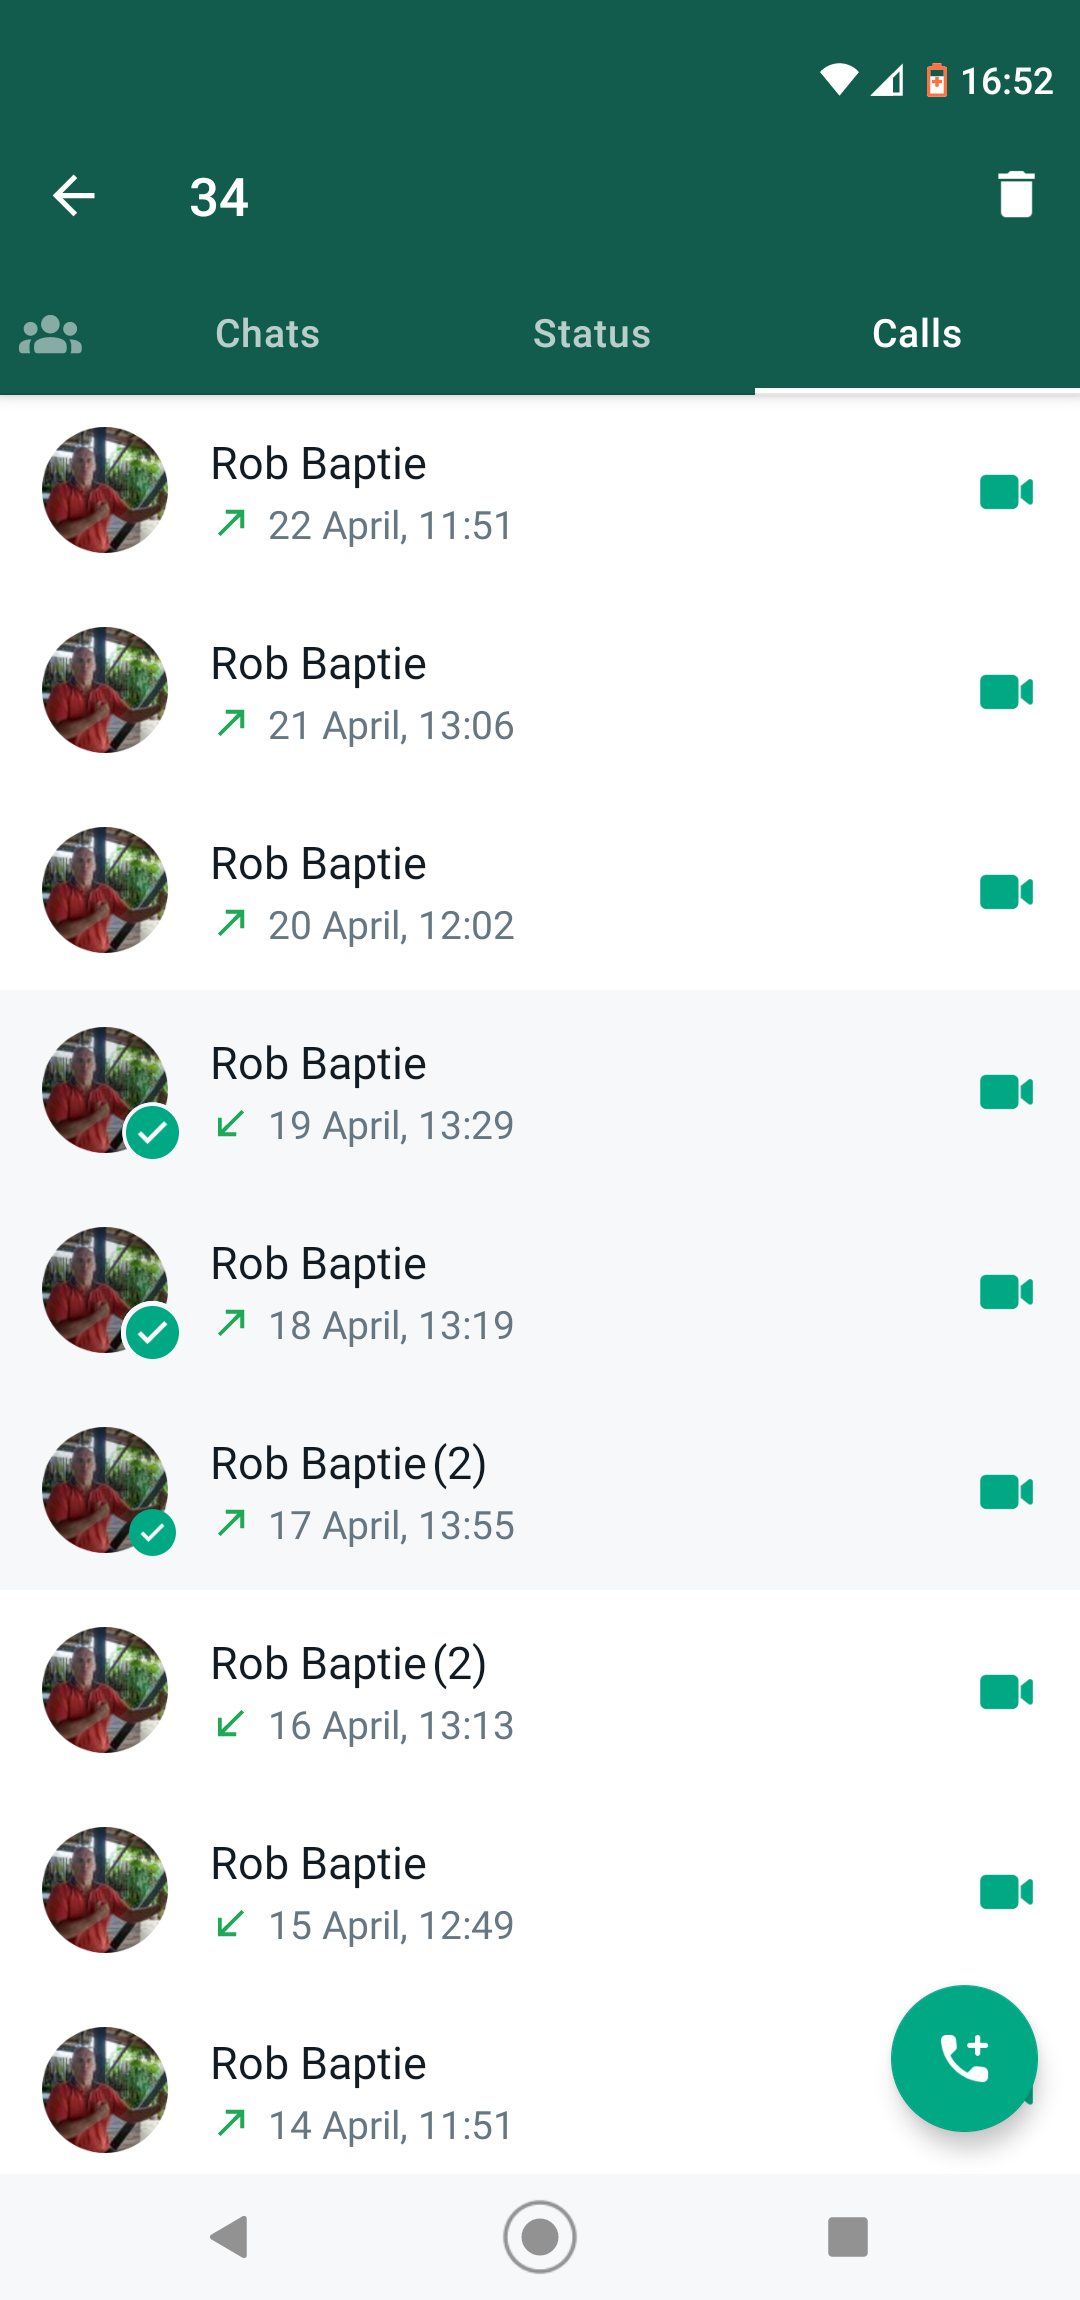 16:52
34
Chats Status Calls
Rob Baptie
22 April, 11:51
Rob Baptie
21 April, 13:06
Rob Baptie
20 April, 12:02
Rob Baptie
19 April, 13:29
Rob Baptie
18 April, 13:19
Rob Baptie (2)
17 April, 13:55
Rob Baptie (2)
16 April, 13:13
Rob Baptie
15 April, 12:49
Rob Baptie
14 April, 11:51